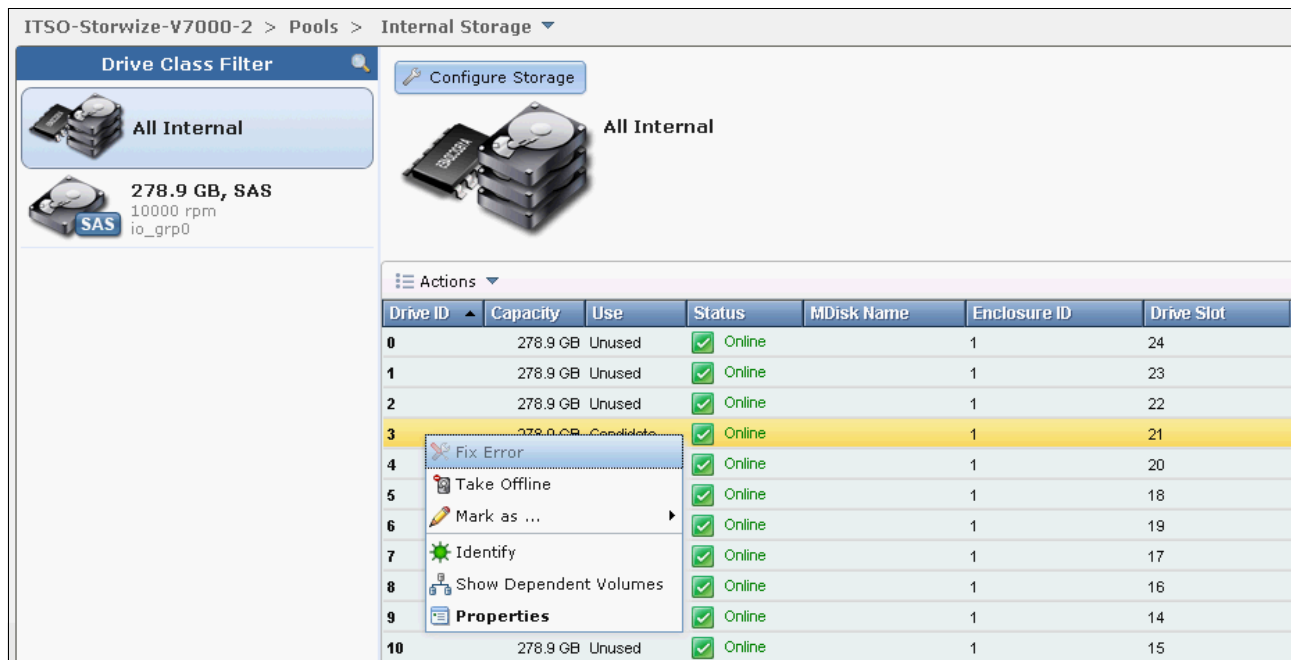 ITSO-Storwize-V7000-2 > Pools > Internal Storage
Drive Class Filter
All Internal
278.9 GB, SAS
10000 rpm
io_grp0
SAS
Configure Storage
All Internal
Actions
Drive ID Capacity Use Status MDisk Name Enclosure ID Drive Slot
0 278.9 GB Unused Online 1 24
1 278.9 GB Unused Online 1 23
2 278.9 GB Unused Online 1 22
3 278.9 GB Candidate Online 1 21
4 Online 1 20
5 Online 1 18
6 Online 1 19
7 Online 1 17
8 Online 1 16
9 Online 1 14
10 278.9 GB Unused Online 1 15
Fix Error
Take Offline
Mark as ...
Identify
Show Dependent Volumes
Properties